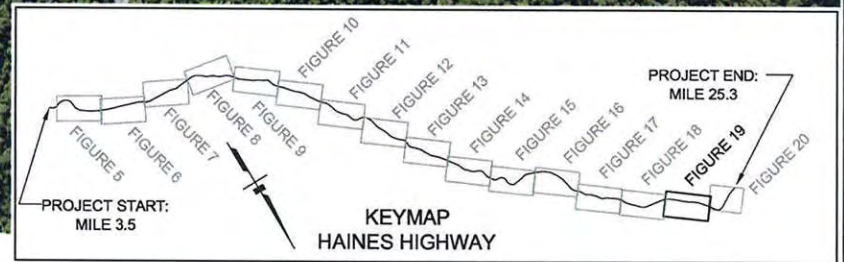 FIGURE 5
FIGURE 6
FIGURE 7
FIGURE 8
FIGURE 9
FIGURE 10
FIGURE 11
FIGURE 12
FIGURE 13
FIGURE 14
FIGURE 15
FIGURE 16
FIGURE 17
FIGURE 18
FIGURE 19
FIGURE 20
PROJECT END:
MILE 25.3
PROJECT START:
MILE 3.5
KEYMAP
HAINES HIGHWAY